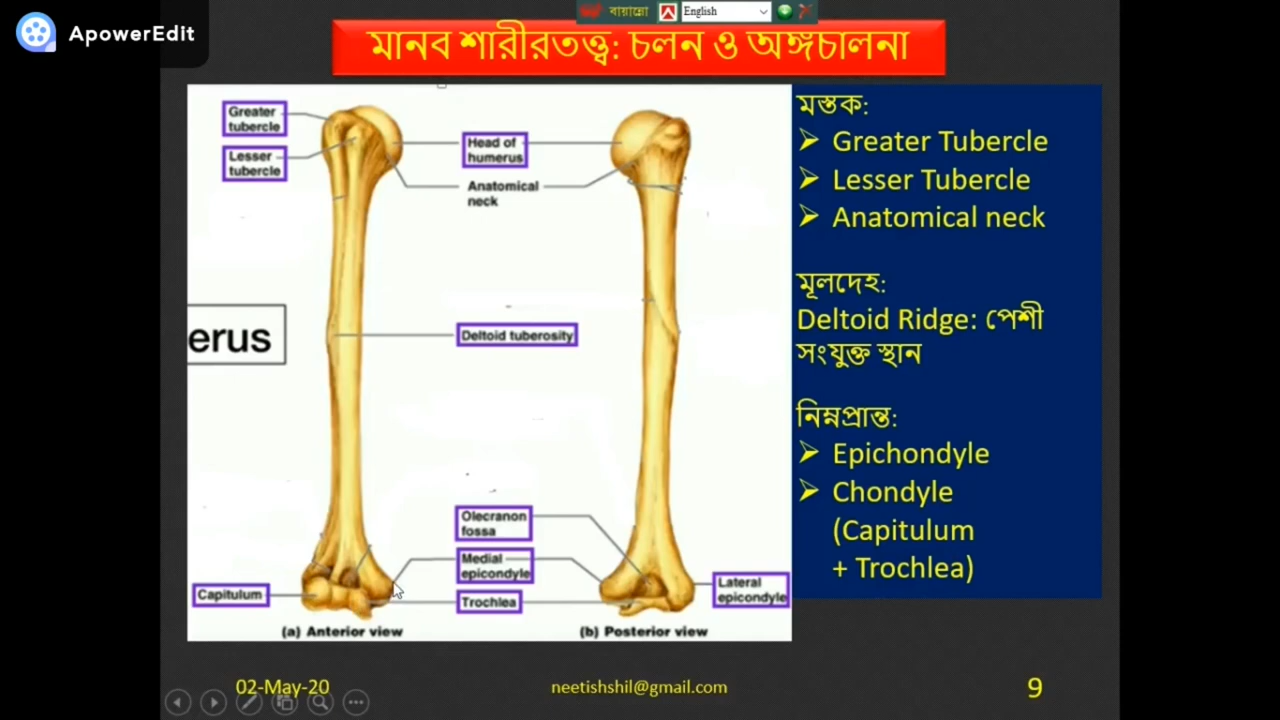 ApowerEdit
বায়ান্নো
English
মানব শারীরতত্ত্ব: চলন ও অঙ্গচালনা
Greater
tubercle
Lesser
tubercle
Head of
humerus
Anatomical
neck
erus
Deltoid tuberosity
Olecranon
fossa
Medial
epicondyle
Capitulum
Trochlea
Lateral
epicondyle
(a) Anterior view
(b) Posterior view
মস্তক:
Greater Tubercle
Lesser Tubercle
Anatomical neck
মূলদেহ:
Deltoid Ridge: পেশী
সংযুক্ত স্থান
নিম্নপ্রান্ত:
Epichondyle
Chondyle
(Capitulum
+ Trochlea)
02-May-20
neetishshil@gmail.com
9